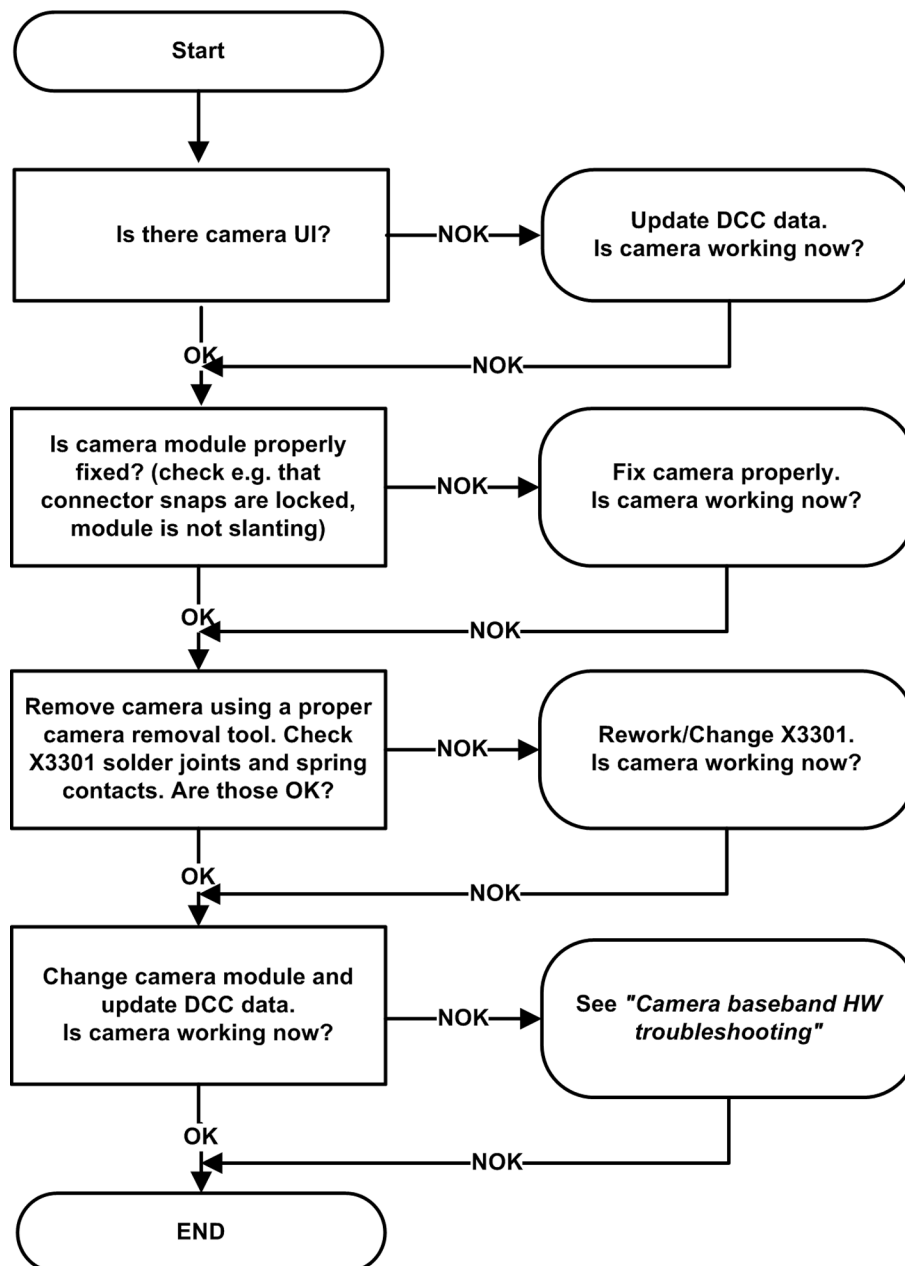 Start
Is there camera UI?
NOK
Update DCC data.
Is camera working now?
OK
NOK
Is camera module properly
fixed? (check e.g. that
connector snaps are locked,
module is not slanting)
NOK
Fix camera properly.
Is camera working now?
OK
NOK
Remove camera using a proper
camera removal tool. Check
X3301 solder joints and spring
contacts. Are those OK?
NOK
Rework/Change X3301.
Is camera working now?
OK
NOK
Change camera module and
update DCC data.
Is camera working now?
NOK
See "Camera baseband HW
troubleshooting"
OK
NOK
END